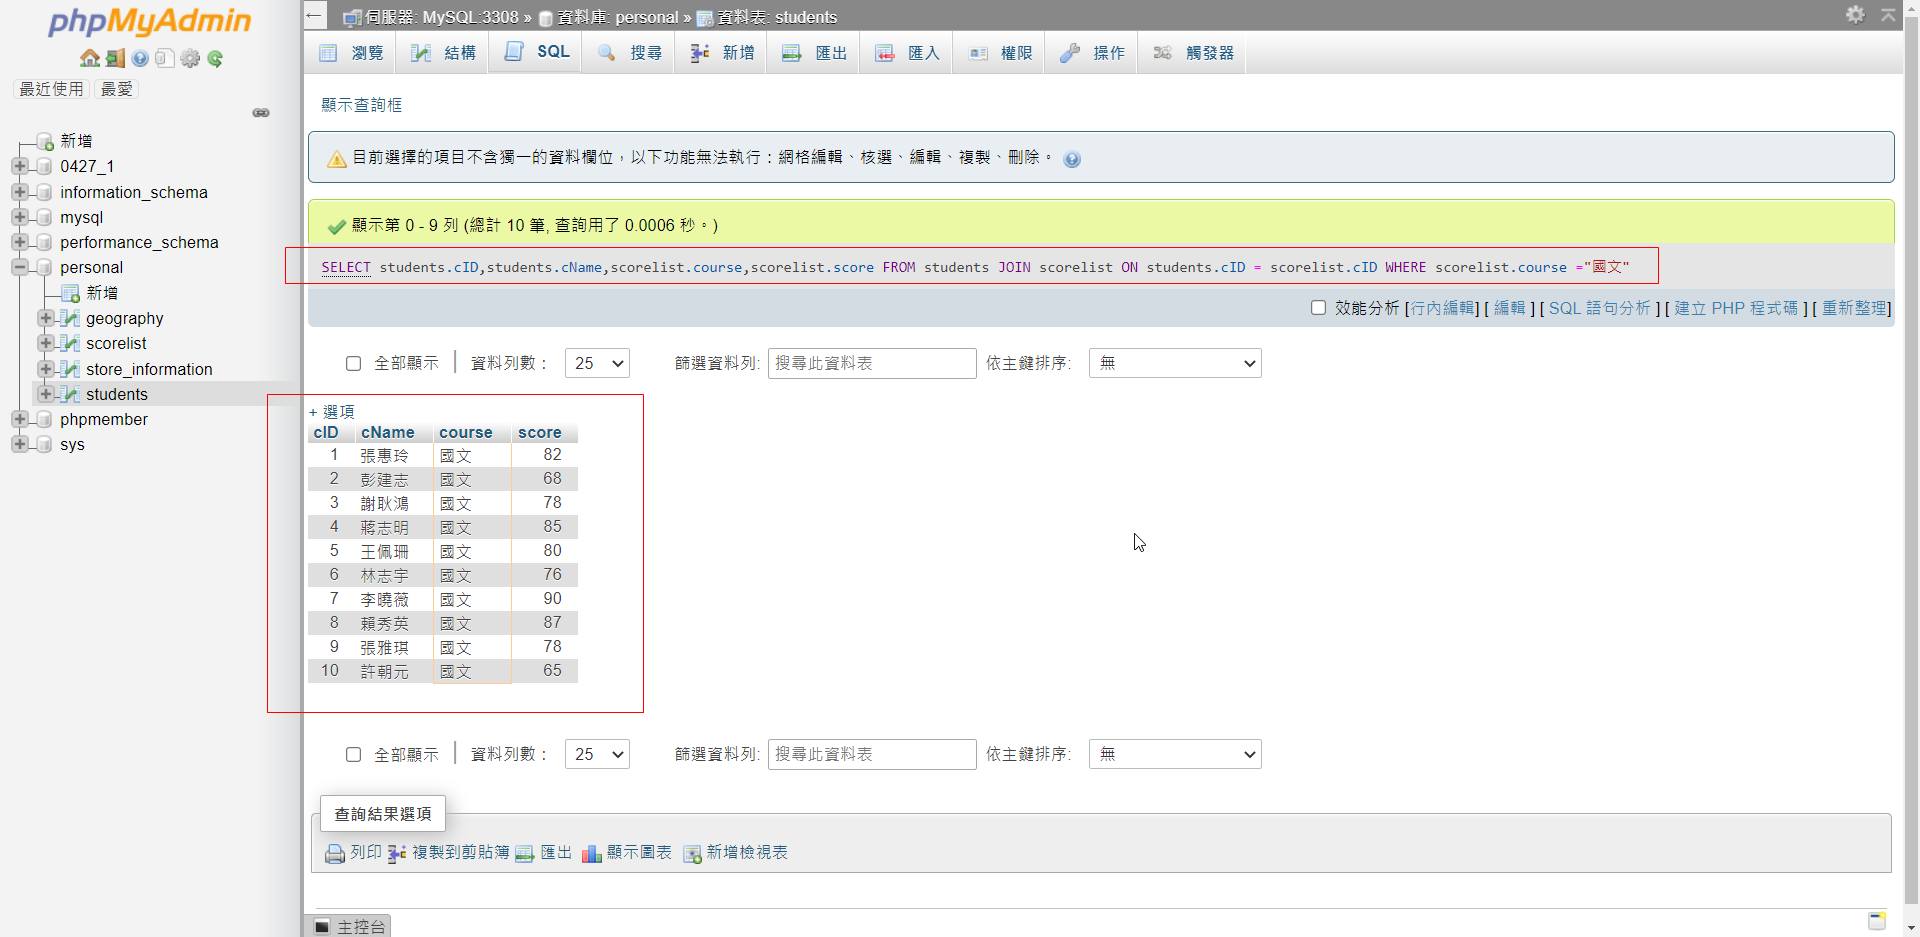 phpMyAdmin
最近使用 最愛
新增
0427_1
information_schema
mysql
performance_schema
personal
新增
geography
scorelist
store_information
students
phpmember
sys
伺服器: MySQL:3308 » 資料庫: personal » 資料表: students
瀏覽 結構 SQL 搜尋 新增 匯出 匯入 權限 操作 觸發器
顯示查詢框
目前選擇的項目不含獨一的資料欄位，以下功能無法執行：網格編輯、核選、編輯、複製、刪除。
顯示第 0 - 9 列 (總計 10 筆, 查詢用了 0.0006 秒。)
SELECT students.cID,students.cName,scorelist.course,scorelist.score FROM students JOIN scorelist ON students.cID = scorelist.cID WHERE scorelist.course ="國文"
效能分析 [行內編輯] [ 編輯 ] [ SQL 語句分析 ] [ 建立 PHP 程式碼 ] [ 重新整理]
全部顯示 | 資料列數： 25 篩選資料列: 搜尋此資料表 依主鍵排序: 無
+ 選項
cID cName course score
1 張惠玲 國文 82
2 彭建志 國文 68
3 謝耿鴻 國文 78
4 蔣志明 國文 85
5 王佩珊 國文 80
6 林志宇 國文 76
7 李曉薇 國文 90
8 賴秀英 國文 87
9 張雅琪 國文 78
10 許朝元 國文 65
全部顯示 | 資料列數： 25 篩選資料列: 搜尋此資料表 依主鍵排序: 無
查詢結果選項
列印 複製到剪貼簿 匯出 顯示圖表 新增檢視表
主控台